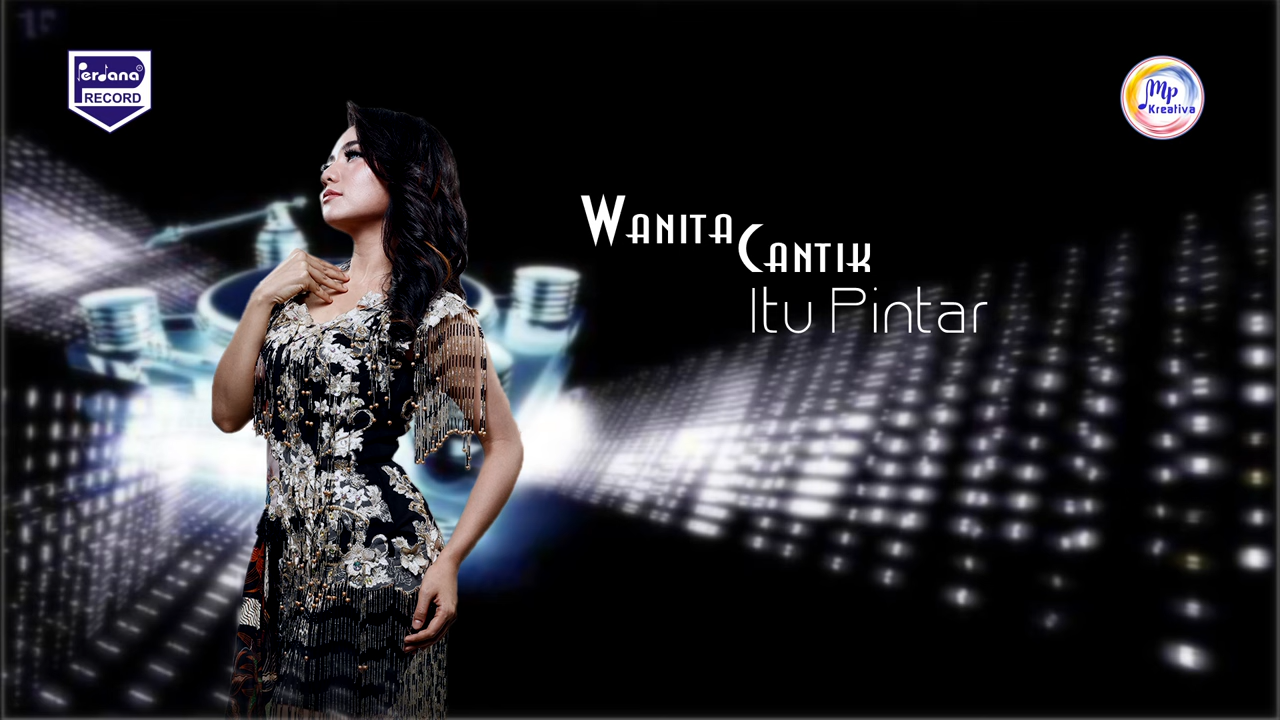 Perdana
RECORD
Mp
Kreativa
Wanita
Cantik
Itu Pintar